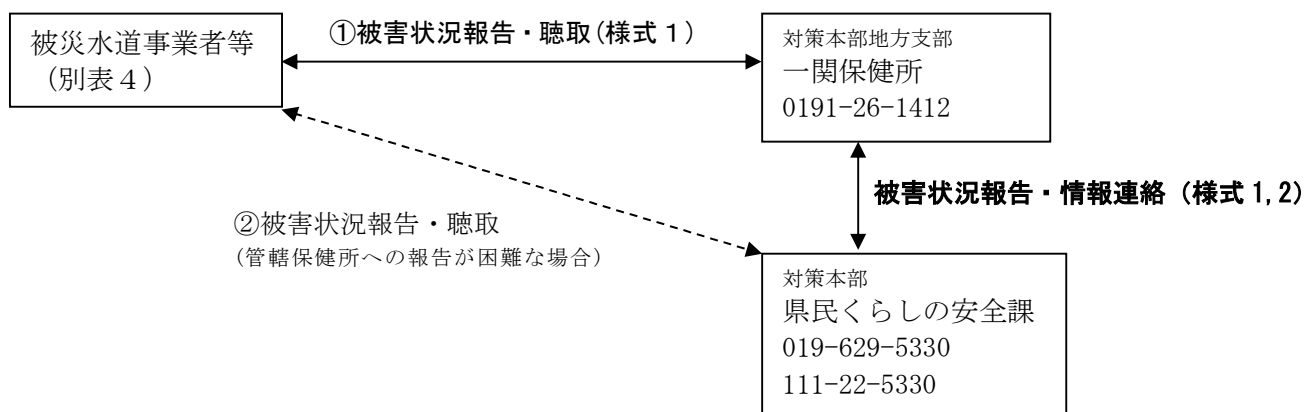 被災水道事業者等
(別表４)
①被害状況報告・聴取(様式１)
対策本部地方支部
一関保健所
0191-26-1412
被害状況報告・情報連絡（様式1,2）
②被害状況報告・聴取
(管轄保健所への報告が困難な場合)
対策本部
県民くらしの安全課
019-629-5330
111-22-5330